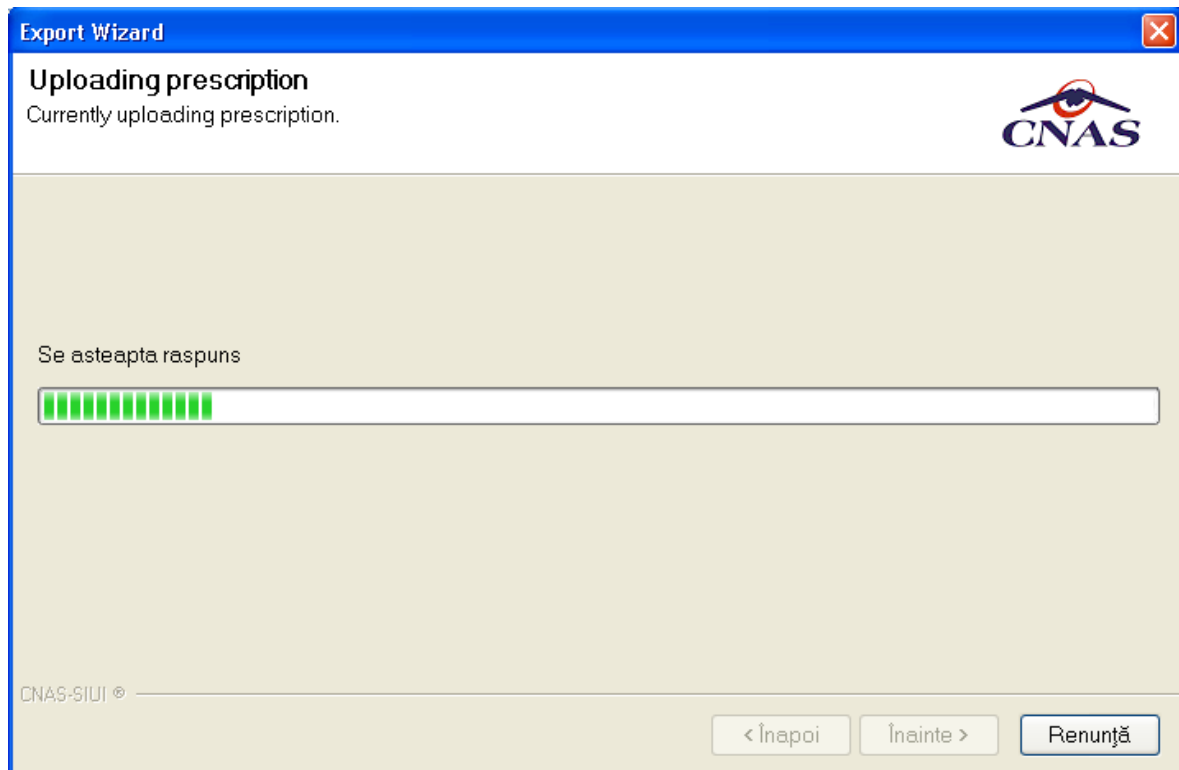 Export Wizard
Uploading prescription
Currently uploading prescription.
CNAS
Se asteapta raspuns
CNAS-SIUI ®
< Înapoi
Înainte >
Renunţă